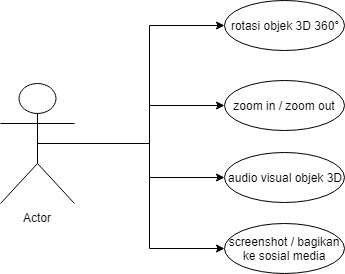 rotasi objek 3D 360°
zoom in / zoom out
audio visual objek 3D
screenshot / bagikan
ke sosial media
Actor